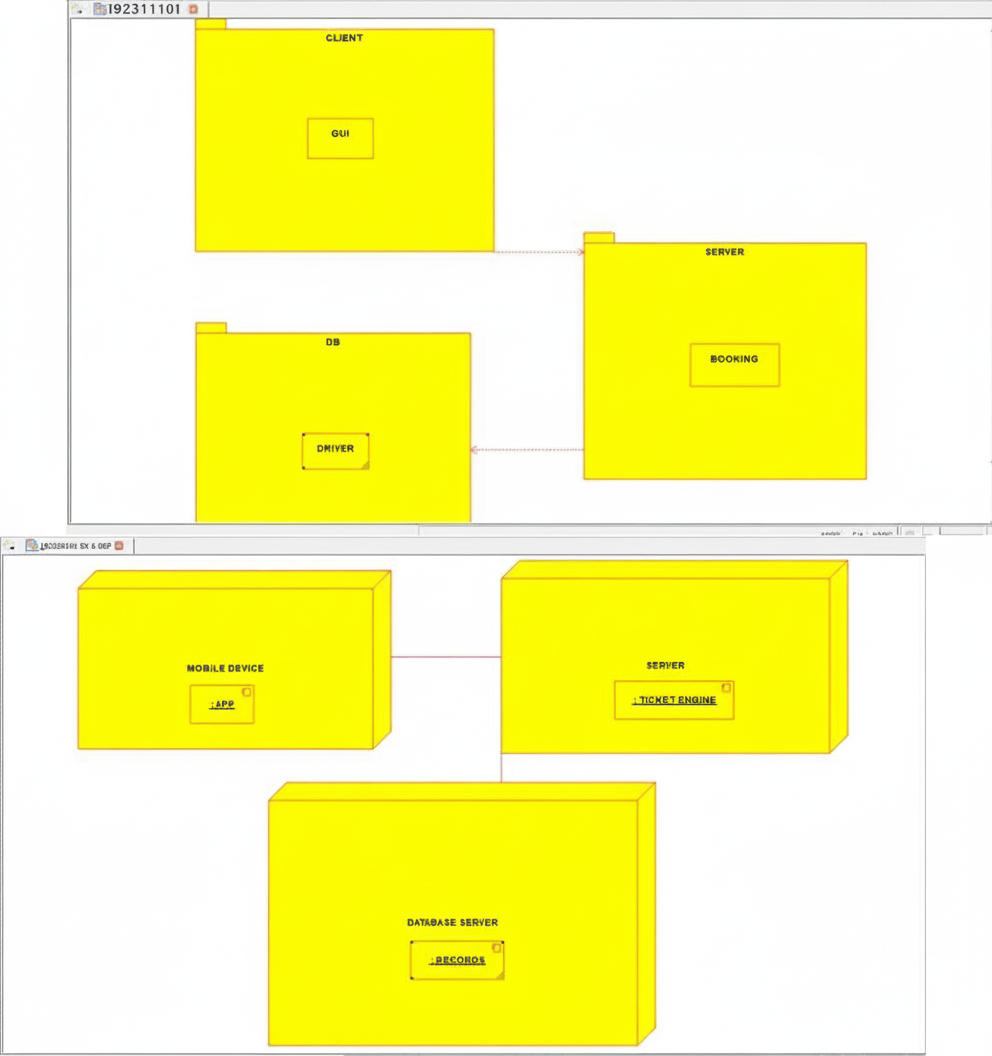 192311101
CLIENT
GUI
SERVER
BOOKING
DB
DRIVER
MOBILE DEVICE
: APP
SERVER
: TICKET ENGINE
DATABASE SERVER
: RECORDS